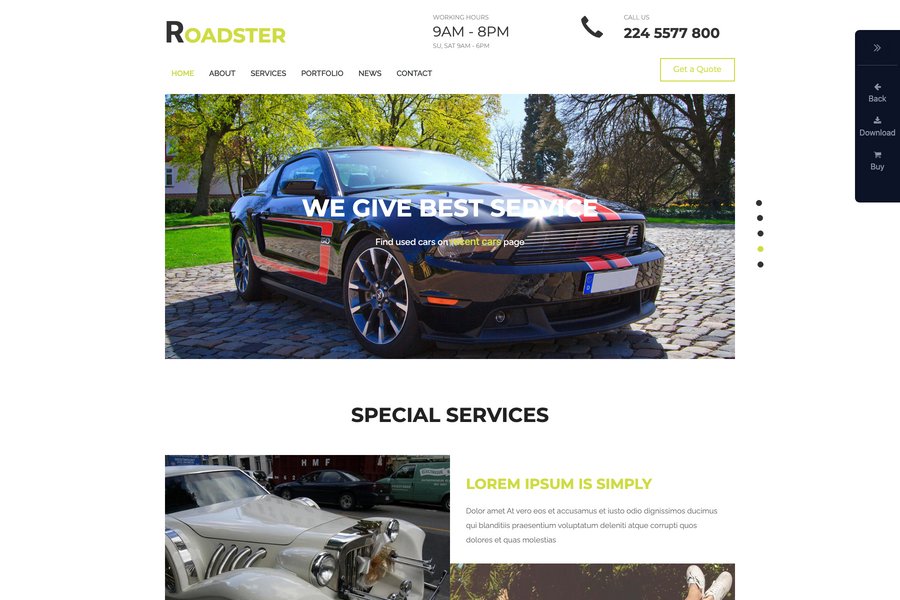 ROADSTER
WORKING HOURS
9AM - 8PM
SU, SAT 9AM - 6PM
CALL US
224 5577 800
HOME ABOUT SERVICES PORTFOLIO NEWS CONTACT
Get a Quote
Back
Download
Buy
WE GIVE BEST SERVICE
Find used cars on recent cars page
SPECIAL SERVICES
HMF
LOREM IPSUM IS SIMPLY
Dolor amet At vero eos et accusamus et iusto odio dignissimos ducimus
qui blanditiis praesentium voluptatum deleniti atque corrupti quos
dolores et quas molestias